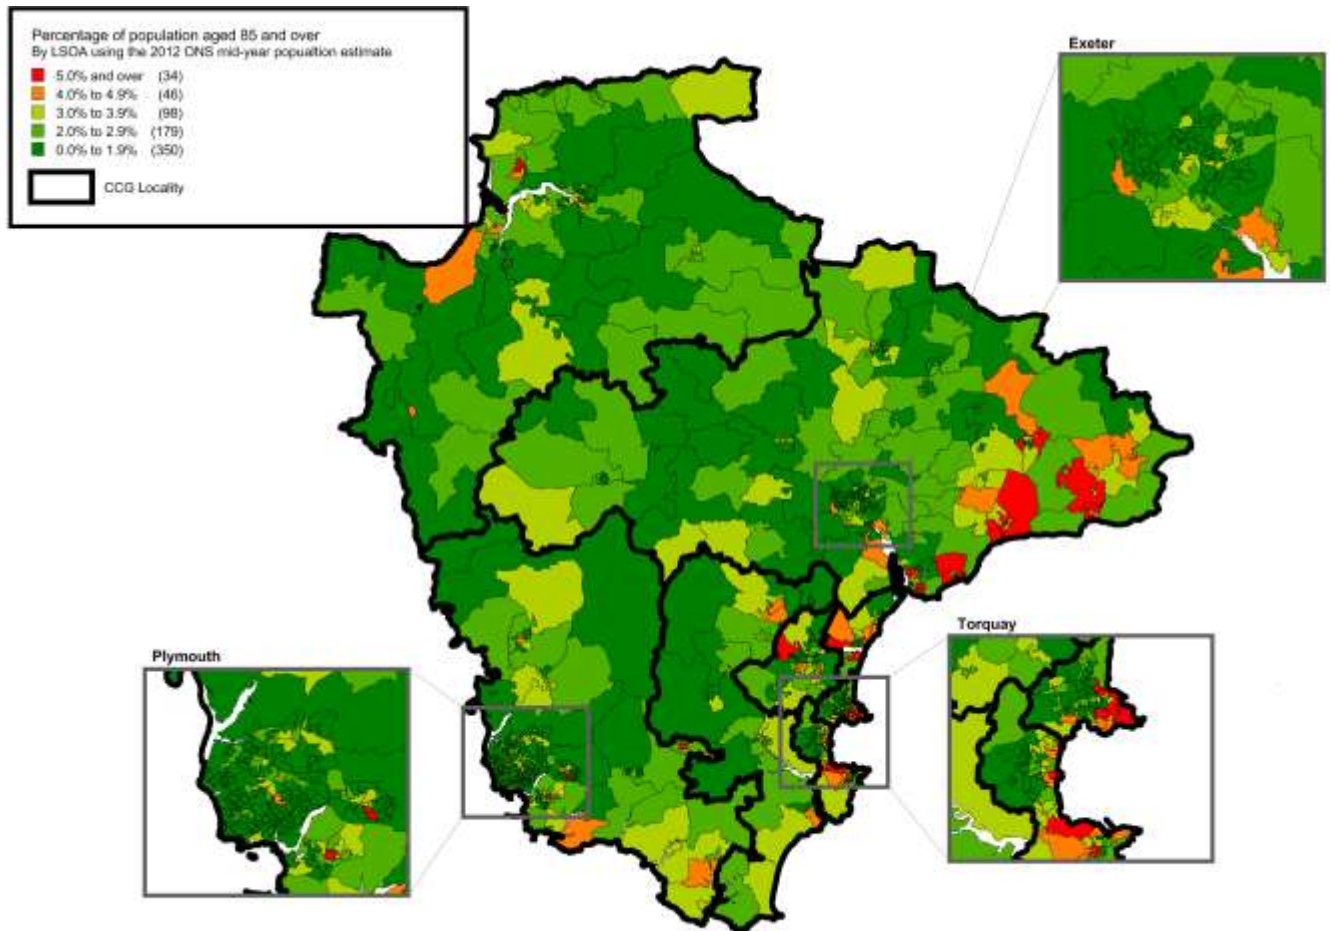 Percentage of population aged 85 and over
By LSOA using the 2012 ONS mid-year popualtion estimate
5.0% and over (34)
4.0% to 4.9% (46)
3.0% to 3.9% (98)
2.0% to 2.9% (179)
0.0% to 1.9% (350)
CCG Locality
Exeter
Plymouth
Torquay